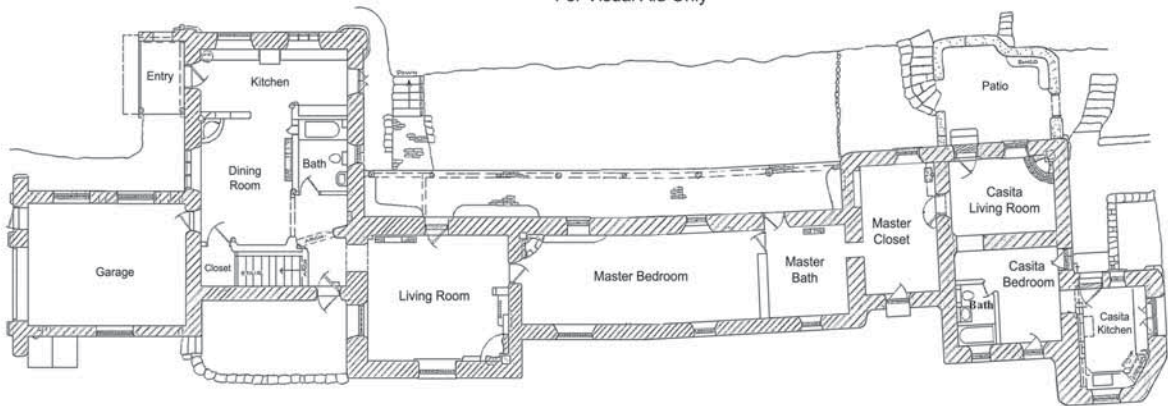 For Visual Aid Only
Entry
Kitchen
Patio
Dining
Room
Bath
Casita
Living Room
Master
Closet
Garage
Closet
Living Room
Master Bedroom
Master
Bath
Casita
Bedroom
Bath
Casita
Kitchen